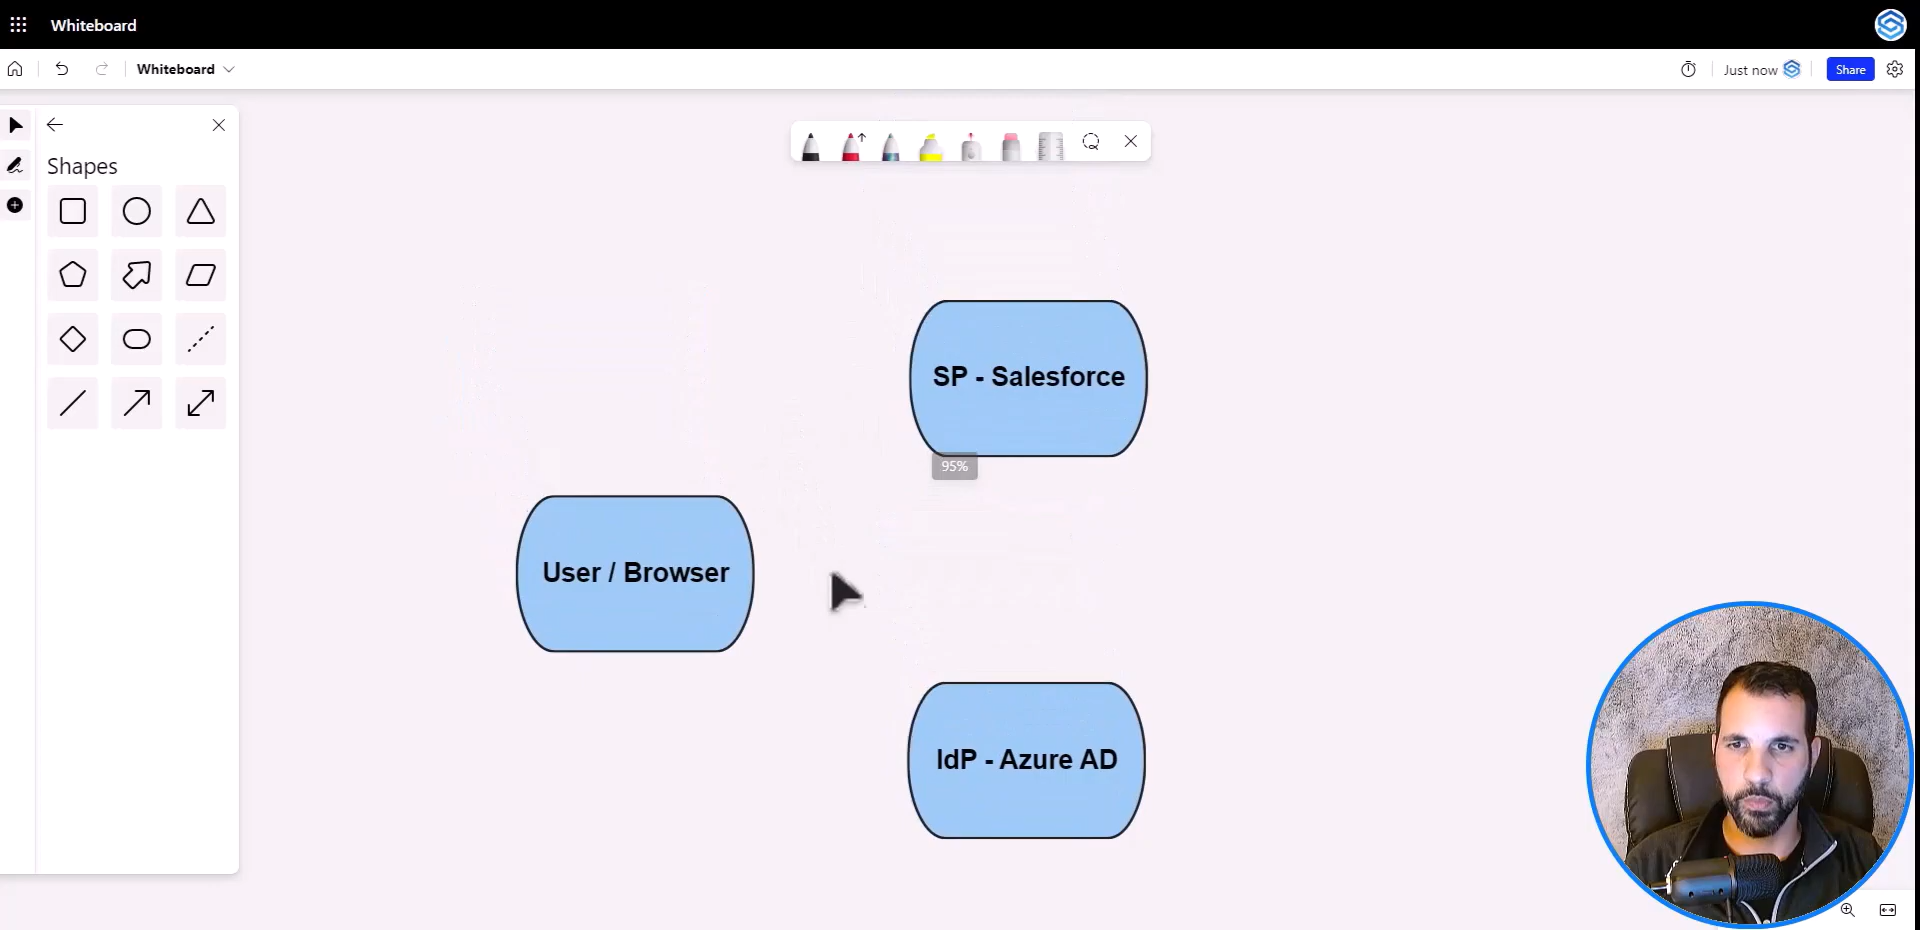 Whiteboard
Whiteboard
Just now
Share
Shapes
SP - Salesforce
95%
User / Browser
IdP - Azure AD